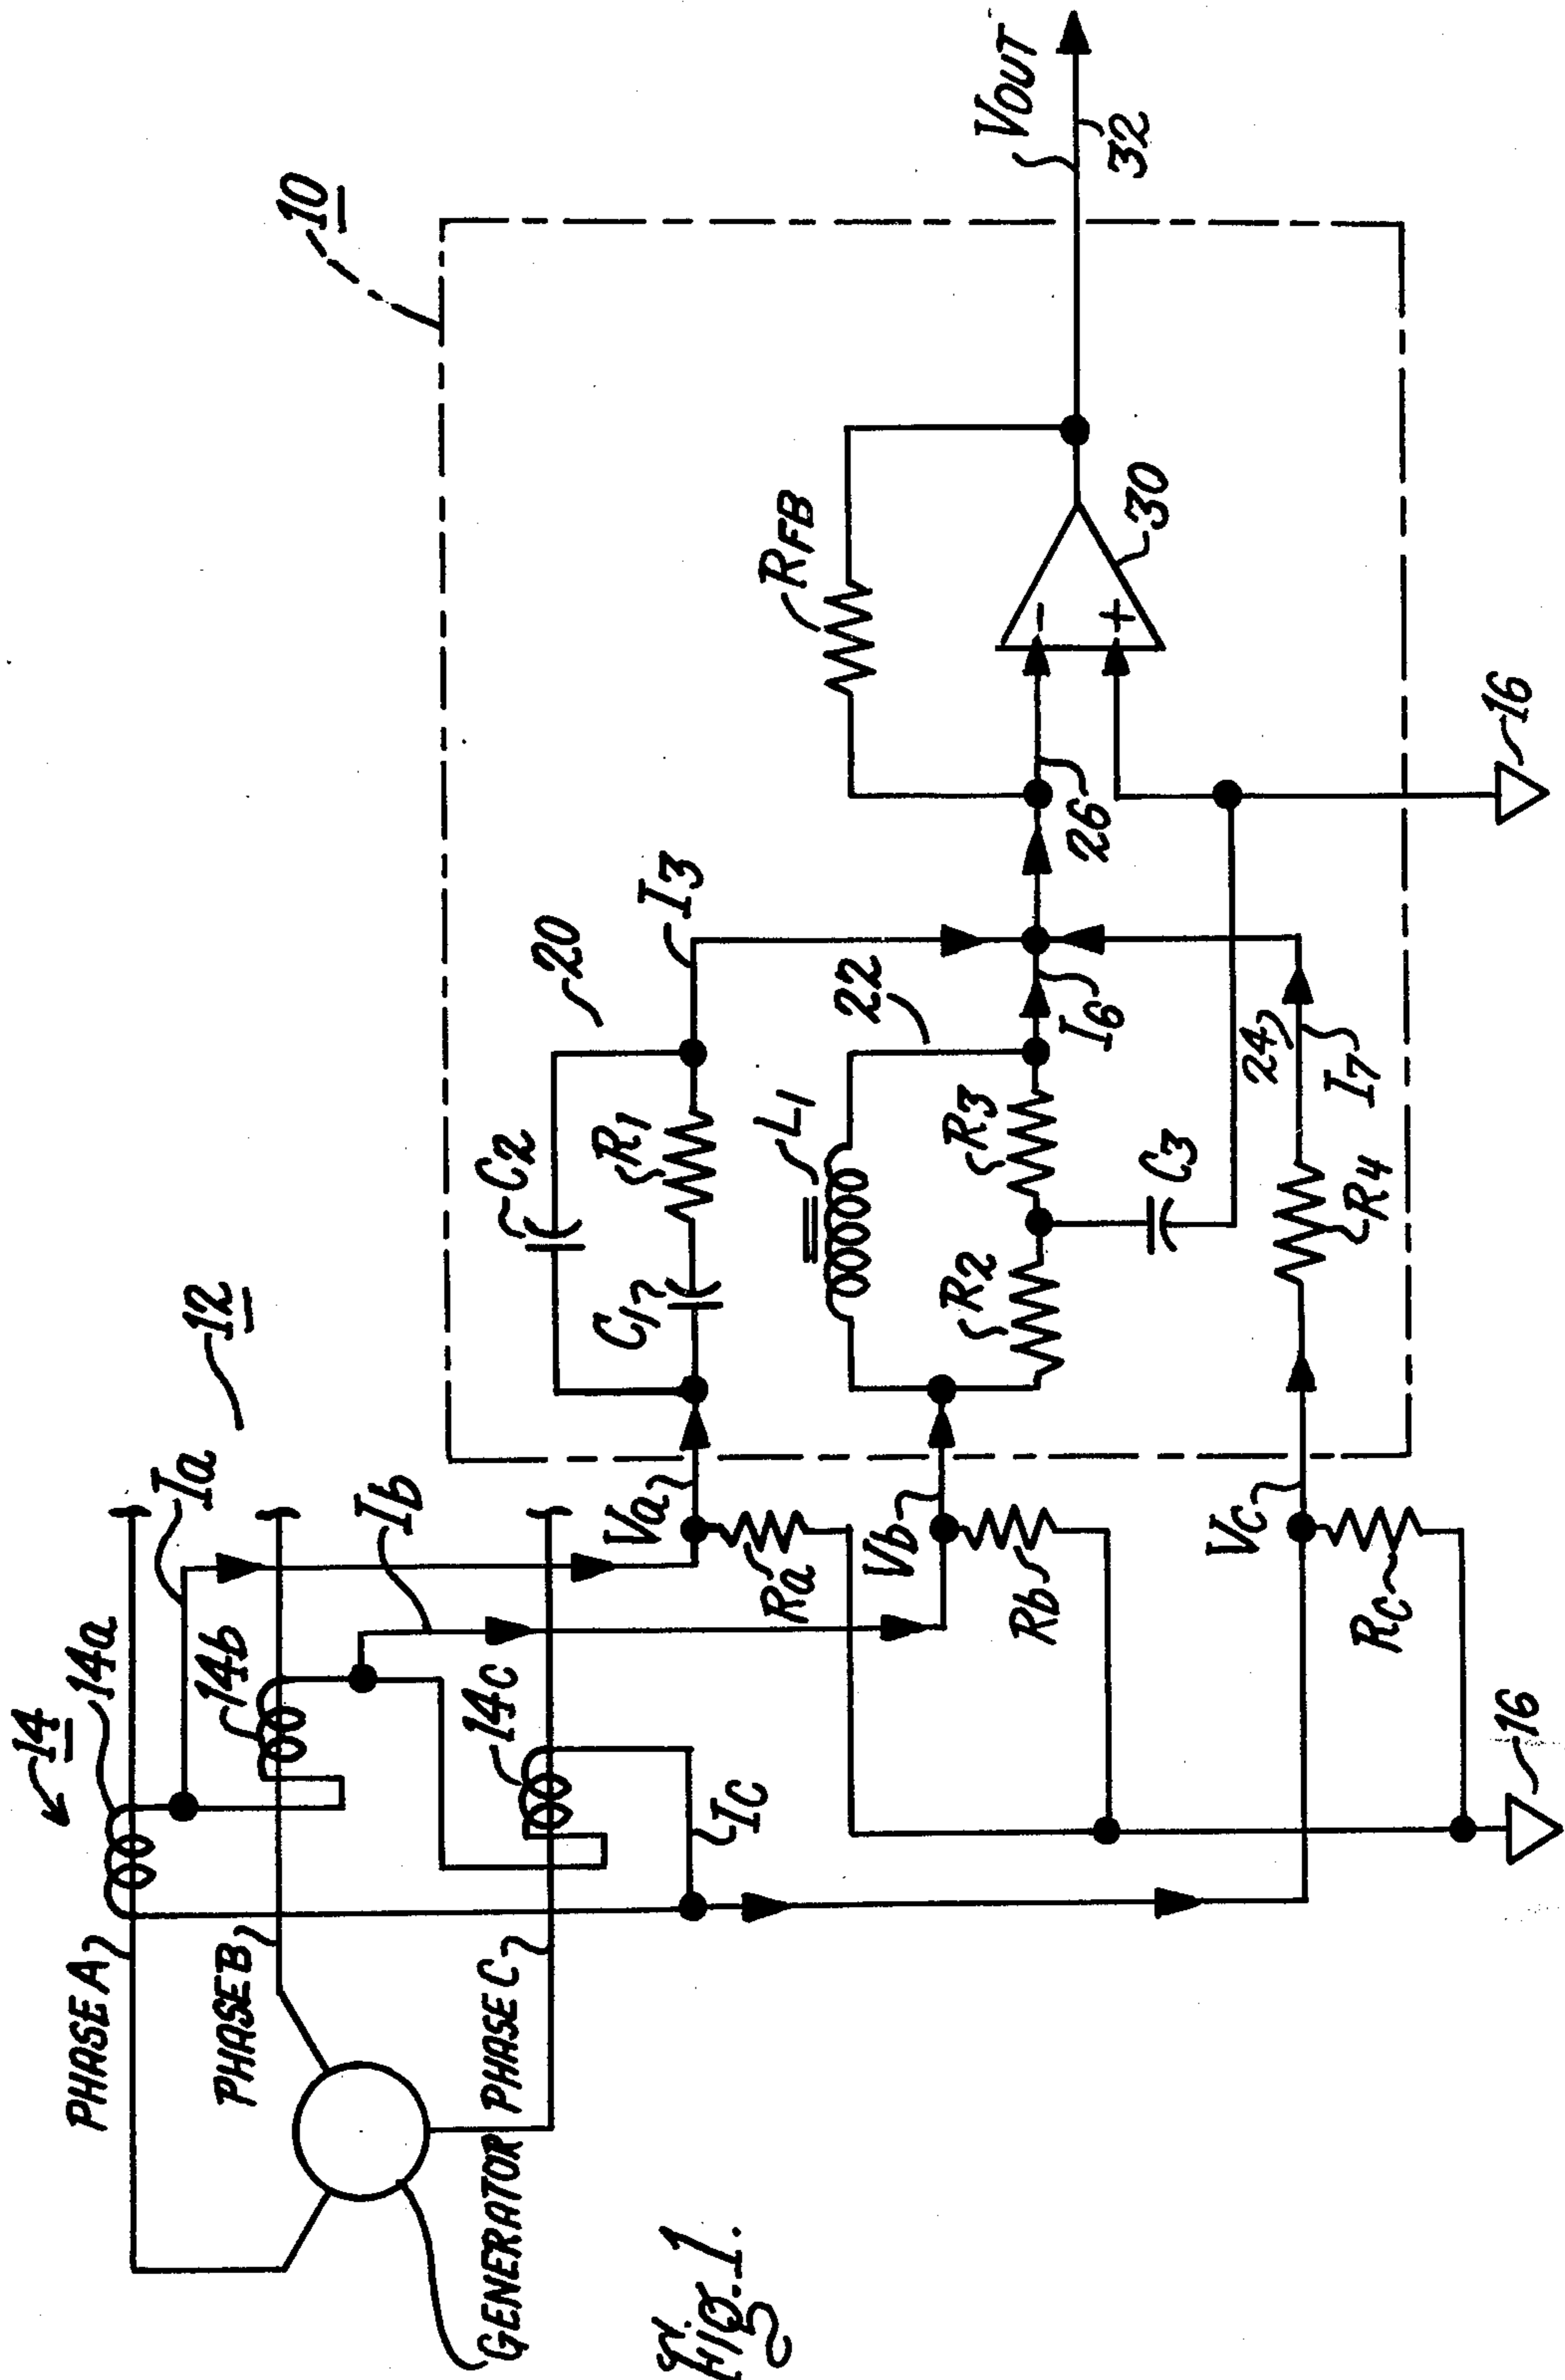 10
12
14
14a
Ia
PHASE A
14b
PHASE B
Ib
14c
PHASE C
GENERATOR
IC
Va
Ra
Vb
Rb
Vc
RC
16
C2
20
C1
R1
I3
L1
22
R2
R3
I6
C3
24
I7
R4
RFB
26
-
+
30
VOUT
32
16
Fig. 1.